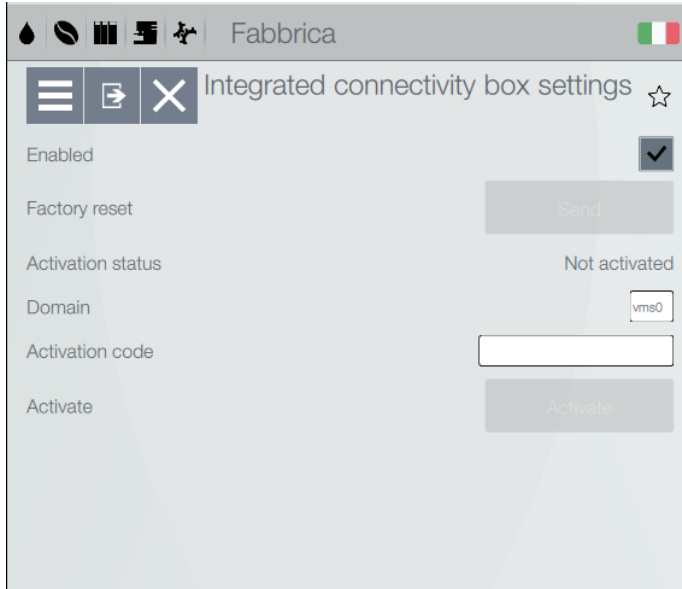 Fabbrica
Integrated connectivity box settings
Enabled
Factory reset Send
Activation status Not activated
Domain vms0
Activation code
Activate Activate